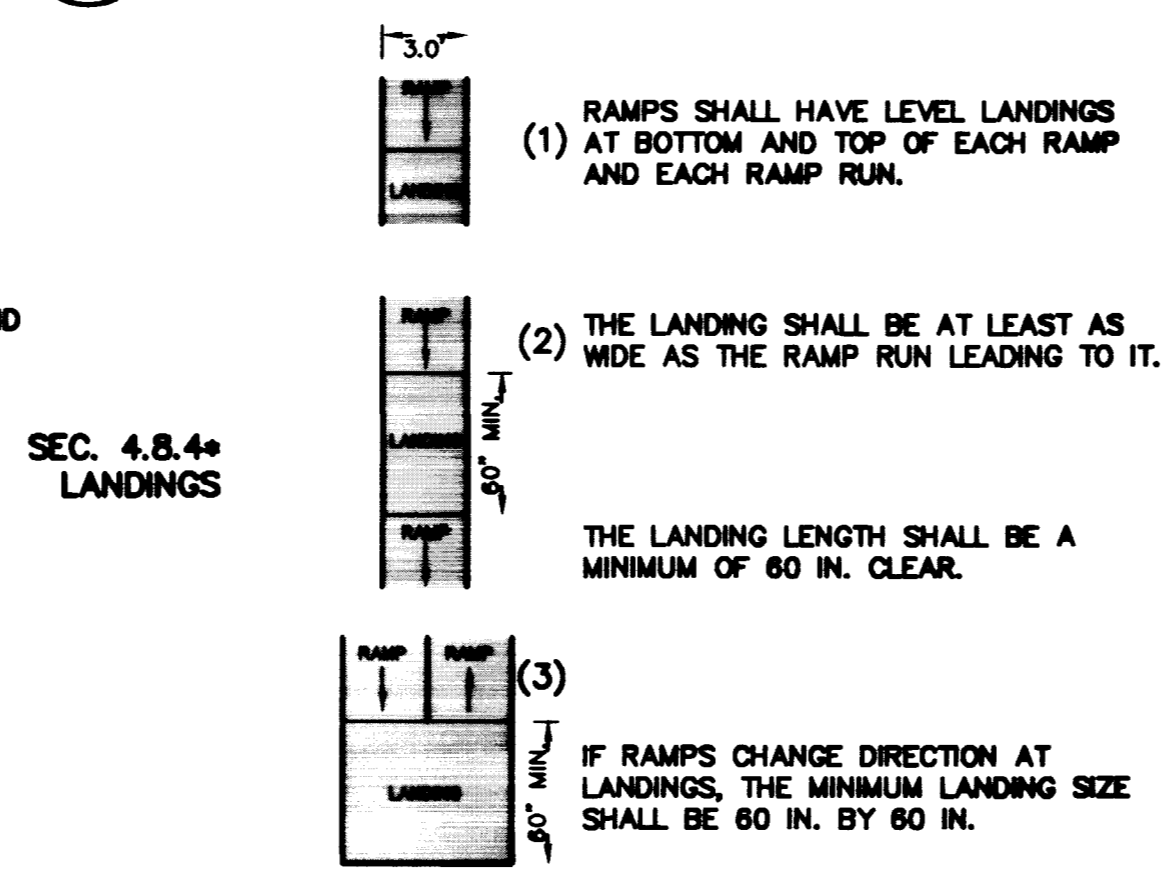 3.0'
RAMP
LANDING
(1) RAMPS SHALL HAVE LEVEL LANDINGS
AT BOTTOM AND TOP OF EACH RAMP
AND EACH RAMP RUN.
SEC. 4.8.4*
LANDINGS
RAMP
LANDING
RAMP
60" MIN.
(2) THE LANDING SHALL BE AT LEAST AS
WIDE AS THE RAMP RUN LEADING TO IT.
THE LANDING LENGTH SHALL BE A
MINIMUM OF 60 IN. CLEAR.
RAMP RAMP
(3)
LANDING
60" MIN.
IF RAMPS CHANGE DIRECTION AT
LANDINGS, THE MINIMUM LANDING SIZE
SHALL BE 60 IN. BY 60 IN.